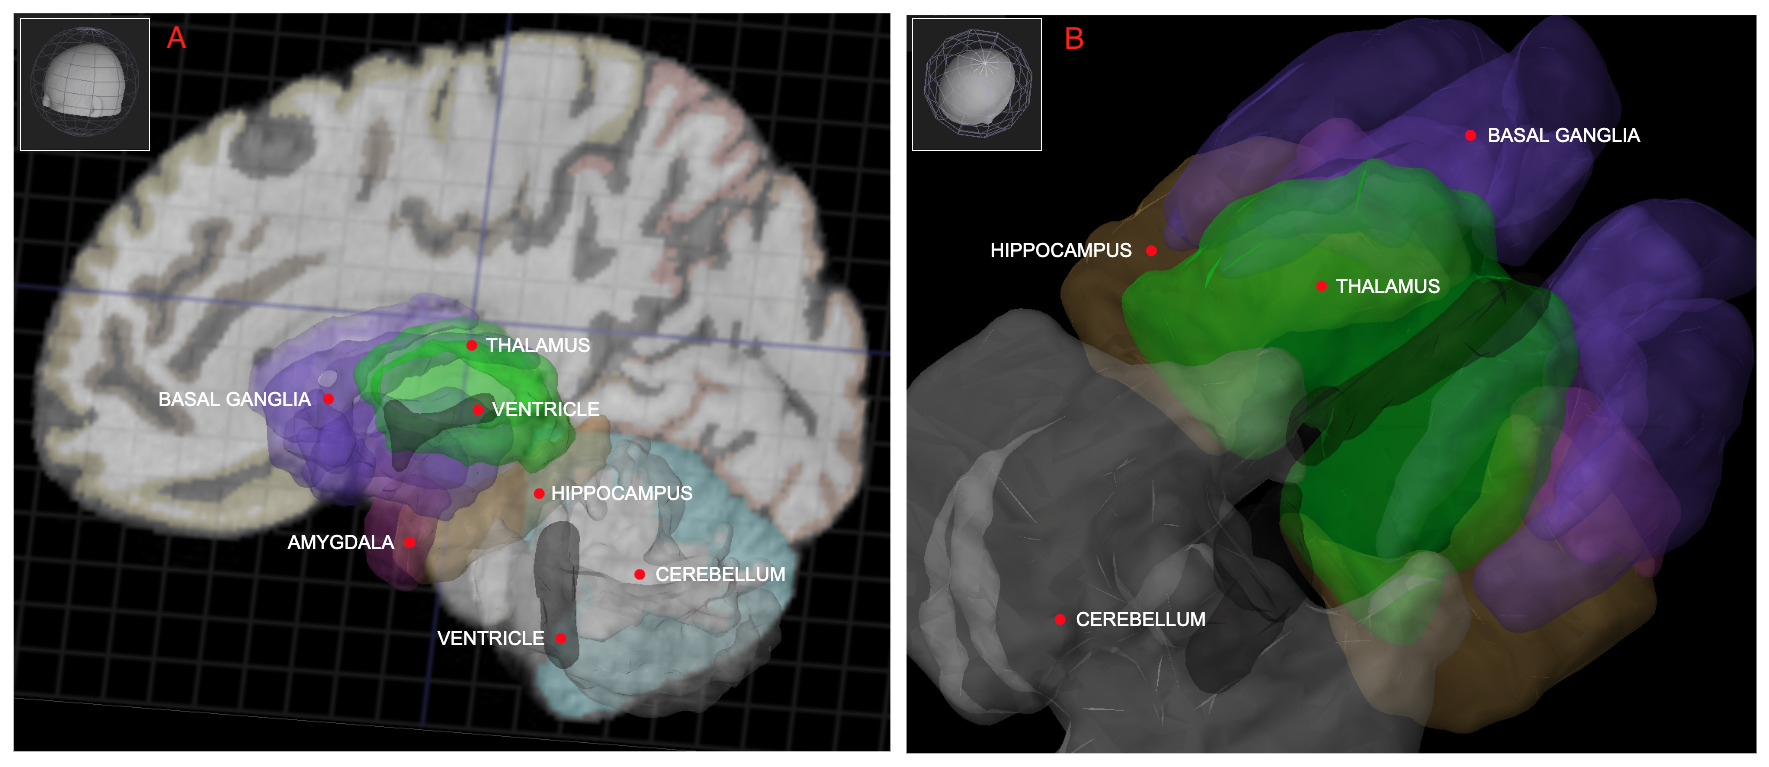 A
THALAMUS
BASAL GANGLIA
VENTRICLE
HIPPOCAMPUS
AMYGDALA
CEREBELLUM
VENTRICLE
B
BASAL GANGLIA
HIPPOCAMPUS
THALAMUS
CEREBELLUM